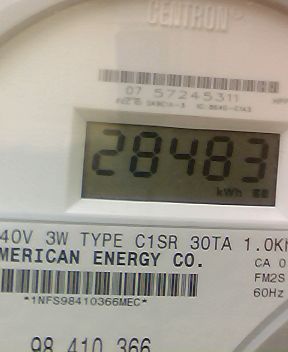 CENTRON
07 57245311
28483
kWh
40V 3W TYPE C1SR 30TA 1.0K
MERICAN ENERGY CO.
CA 0
FM2S
60Hz
*1NFS98410366MEC*
98 410 366